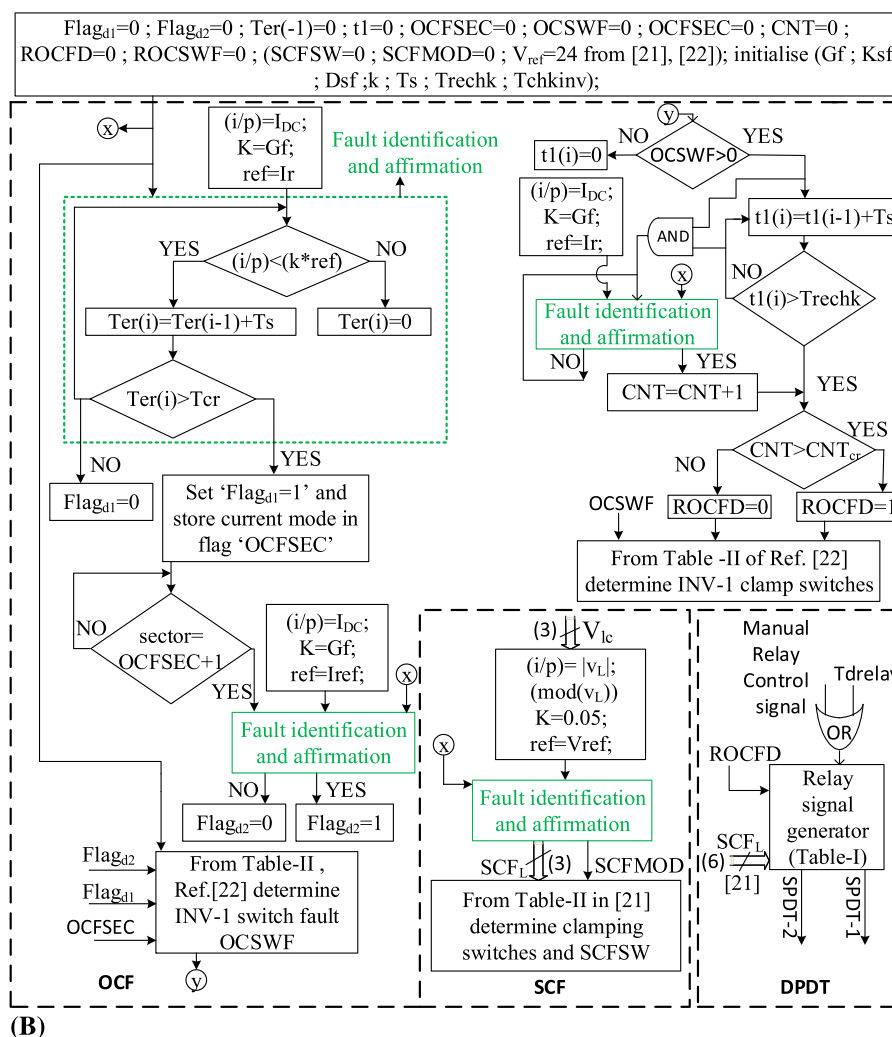 Flagd1=0 ; Flagd2=0 ; Ter(-1)=0 ; t1=0 ; OCFSEC=0 ; OCSWF=0 ; OCFSEC=0 ; CNT=0 ;
ROCFD=0 ; ROCSWF=0 ; (SCFSW=0 ; SCFMOD=0 ; Vref=24 from [21], [22]); initialise (Gf ; Ksf
; Dsf ;k ; Ts ; Trechk ; Tchkinv);
x
(i/p)=IDC;
K=Gf;
ref=Ir
Fault identification
and affirmation
(i/p)<(k*ref)
YES
NO
Ter(i)=Ter(i-1)+Ts
Ter(i)=0
Ter(i)>Tcr
NO
YES
Flagd1=0
Set ‘Flagd1=1’ and
store current mode in
flag ‘OCFSEC’
NO
sector=
OCFSEC+1
YES
(i/p)=IDC;
K=Gf;
ref=Iref;
x
Fault identification
and affirmation
NO
YES
Flagd2=0
Flagd2=1
Flagd2
Flagd1
OCFSEC
From Table-II ,
Ref.[22] determine
INV-1 switch fault
OCSWF
y
OCF
y
NO
YES
OCSWF>0
t1(i)=0
(i/p)=IDC;
K=Gf;
ref=Ir;
AND
t1(i)=t1(i-1)+Ts
x
NO
t1(i)>Trechk
Fault identification
and affirmation
NO
YES
YES
CNT=CNT+1
CNT>CNTcr
NO
YES
OCSWF
ROCFD=0
ROCFD=1
From Table -II of Ref. [22]
determine INV-1 clamp switches
(3)
Vlc
(i/p)= |vL|;
(mod(vL))
K=0.05;
ref=Vref;
x
Fault identification
and affirmation
SCFL
(3)
SCFMOD
From Table-II in [21]
determine clamping
switches and SCFSW
SCF
Manual
Relay
Control
signal
Tdrelay
OR
ROCFD
Relay
signal
generator
(Table-I)
SCFL
(6)
[21]
SPDT-2
SPDT-1
DPDT
(B)